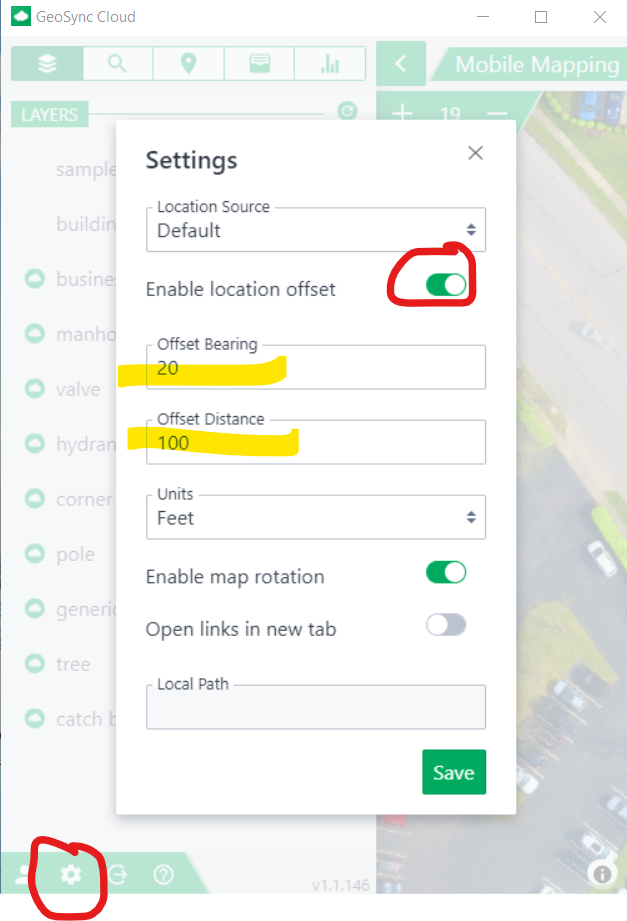 GeoSync Cloud
Mobile Mapping
LAYERS
19
Settings
Location Source
Default
Enable location offset
Offset Bearing
20
Offset Distance
100
Units
Feet
Enable map rotation
Open links in new tab
Local Path
Save
sample
buildin
busine
manho
valve
hydran
corner
pole
generic
tree
catch b
v1.1.146